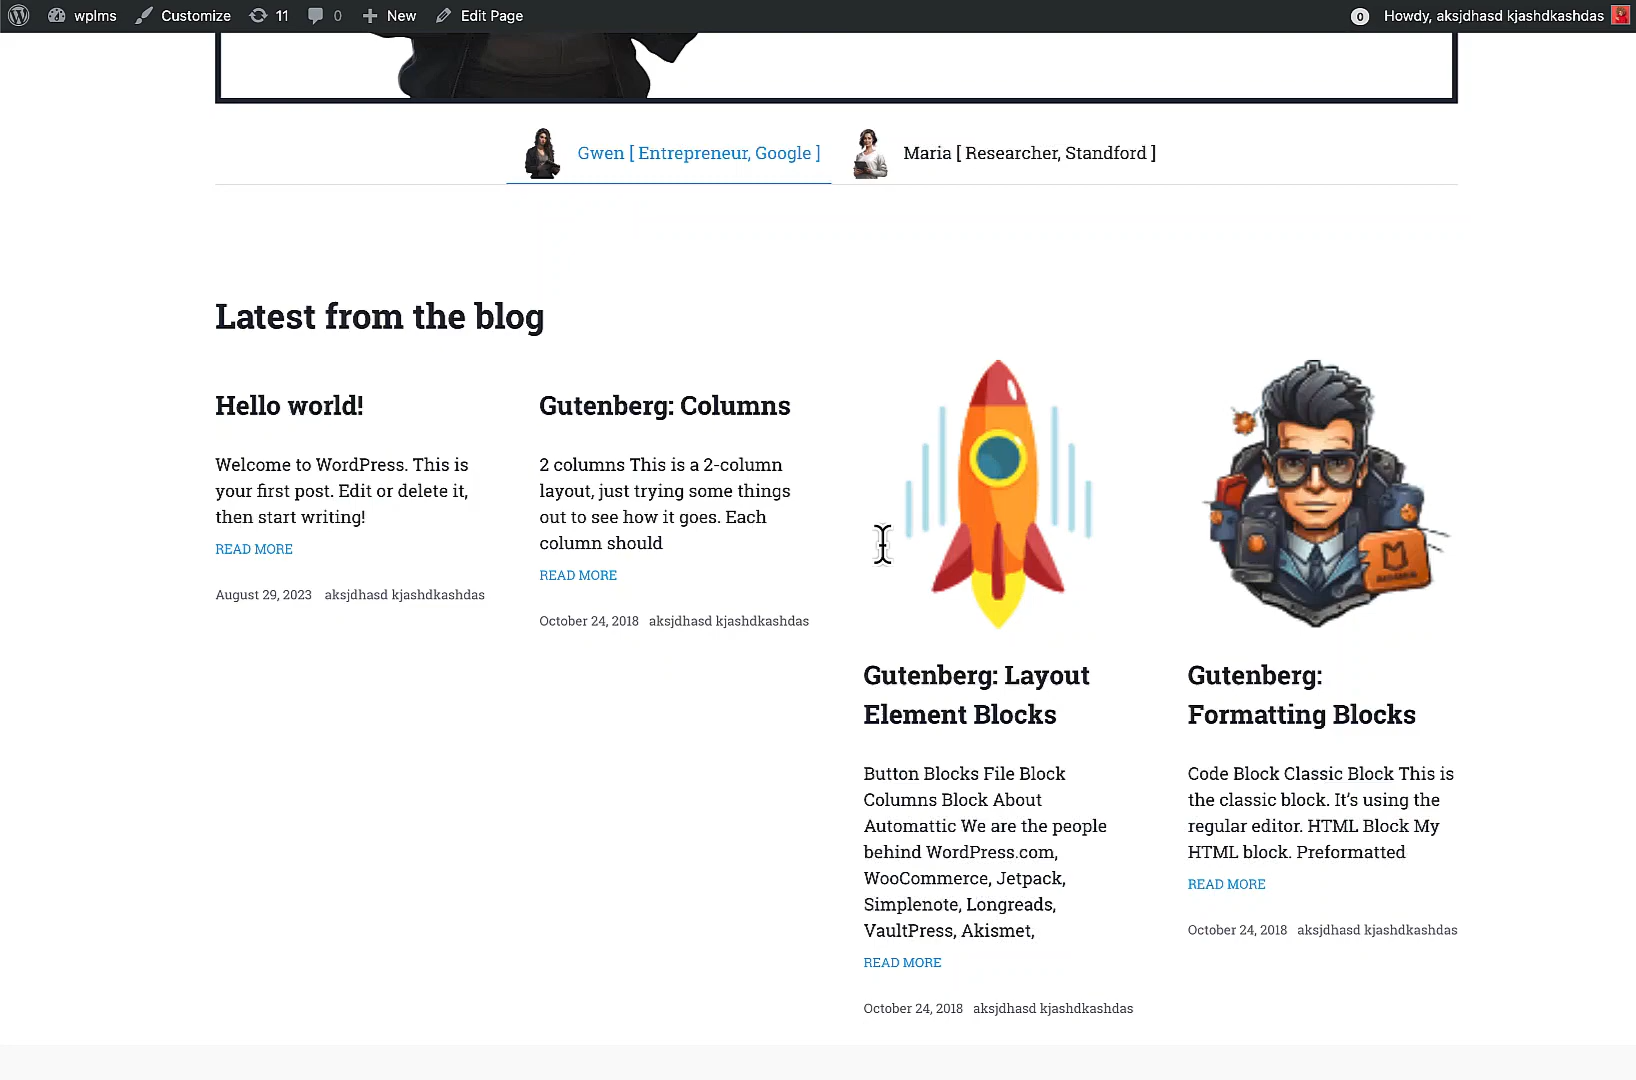 wplms Customize 11 0 New Edit Page 0 Howdy, aksjdhasd kjashdkashdas
Gwen [ Entrepreneur, Google ] Maria [ Researcher, Standford ]
Latest from the blog
Hello world!
Welcome to WordPress. This is
your first post. Edit or delete it,
then start writing!
READ MORE
August 29, 2023 aksjdhasd kjashdkashdas
Gutenberg: Columns
2 columns This is a 2-column
layout, just trying some things
out to see how it goes. Each
column should
READ MORE
October 24, 2018 aksjdhasd kjashdkashdas
Gutenberg: Layout
Element Blocks
Button Blocks File Block
Columns Block About
Automattic We are the people
behind WordPress.com,
WooCommerce, Jetpack,
Simplenote, Longreads,
VaultPress, Akismet,
READ MORE
October 24, 2018 aksjdhasd kjashdkashdas
Gutenberg:
Formatting Blocks
Code Block Classic Block This is
the classic block. It’s using the
regular editor. HTML Block My
HTML block. Preformatted
READ MORE
October 24, 2018 aksjdhasd kjashdkashdas